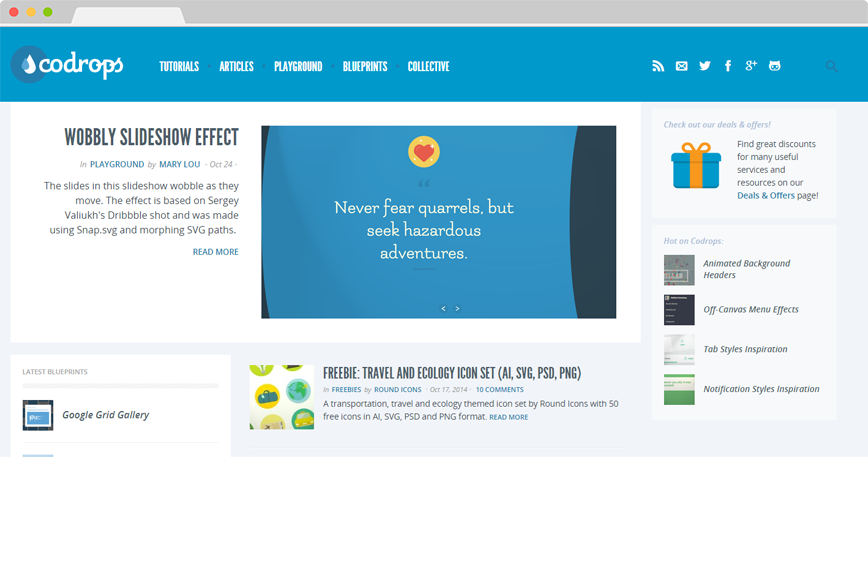 codrops
TUTORIALS
ARTICLES
PLAYGROUND
BLUEPRINTS
COLLECTIVE
WOBBLY SLIDESHOW EFFECT
In PLAYGROUND by MARY LOU · Oct 24 ·
The slides in this slideshow wobble as they
move. The effect is based on Sergey
Valiukh's Dribbble shot and was made
using Snap.svg and morphing SVG paths.
READ MORE
“
Never fear quarrels, but
seek hazardous
adventures.
< >
Check out our deals & offers!
Find great discounts
for many useful
services and
resources on our
Deals & Offers page!
Hot on Codrops:
Animated Background
Headers
Off-Canvas Menu Effects
Tab Styles Inspiration
Notification Styles Inspiration
LATEST BLUEPRINTS
Google Grid Gallery
FREEBIE: TRAVEL AND ECOLOGY ICON SET (AI, SVG, PSD, PNG)
In FREEBIES by ROUND ICONS · Oct 17, 2014 · 10 COMMENTS
A transportation, travel and ecology themed icon set by Round Icons with 50
free icons in AI, SVG, PSD and PNG format. READ MORE